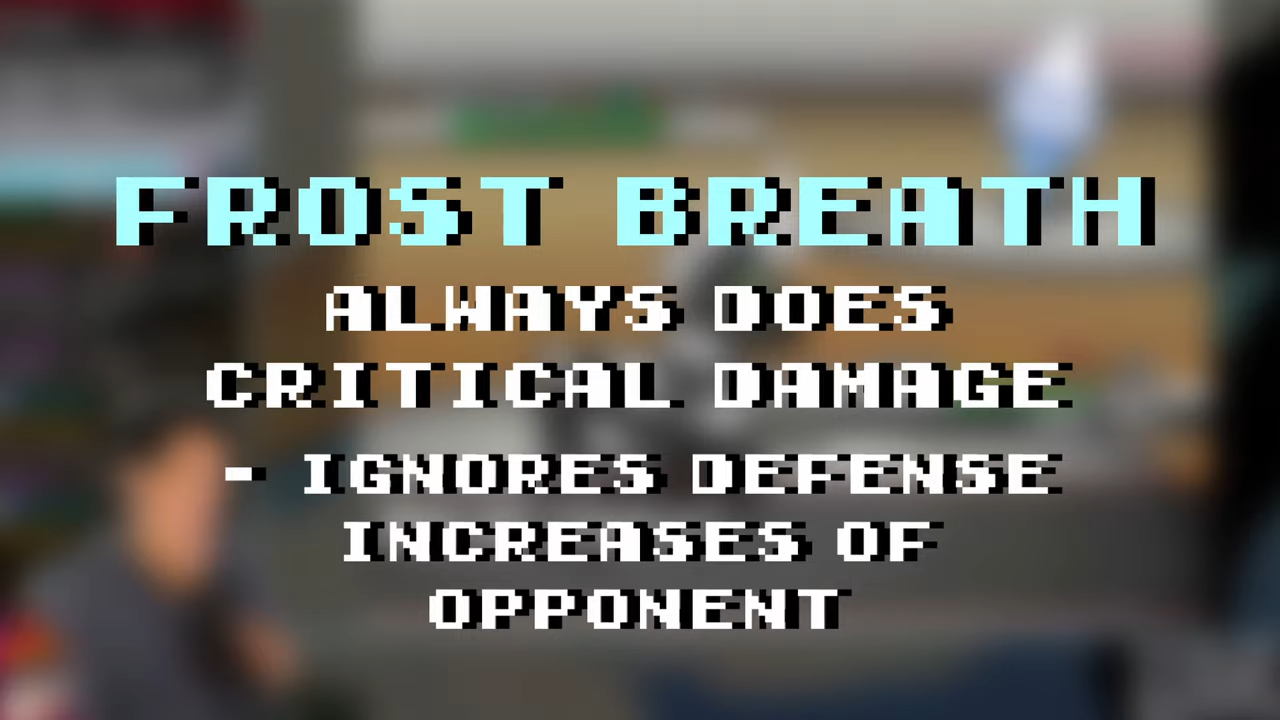 FROST BREATH
ALWAYS DOES
CRITICAL DAMAGE
- IGNORES DEFENSE
INCREASES OF
OPPONENT